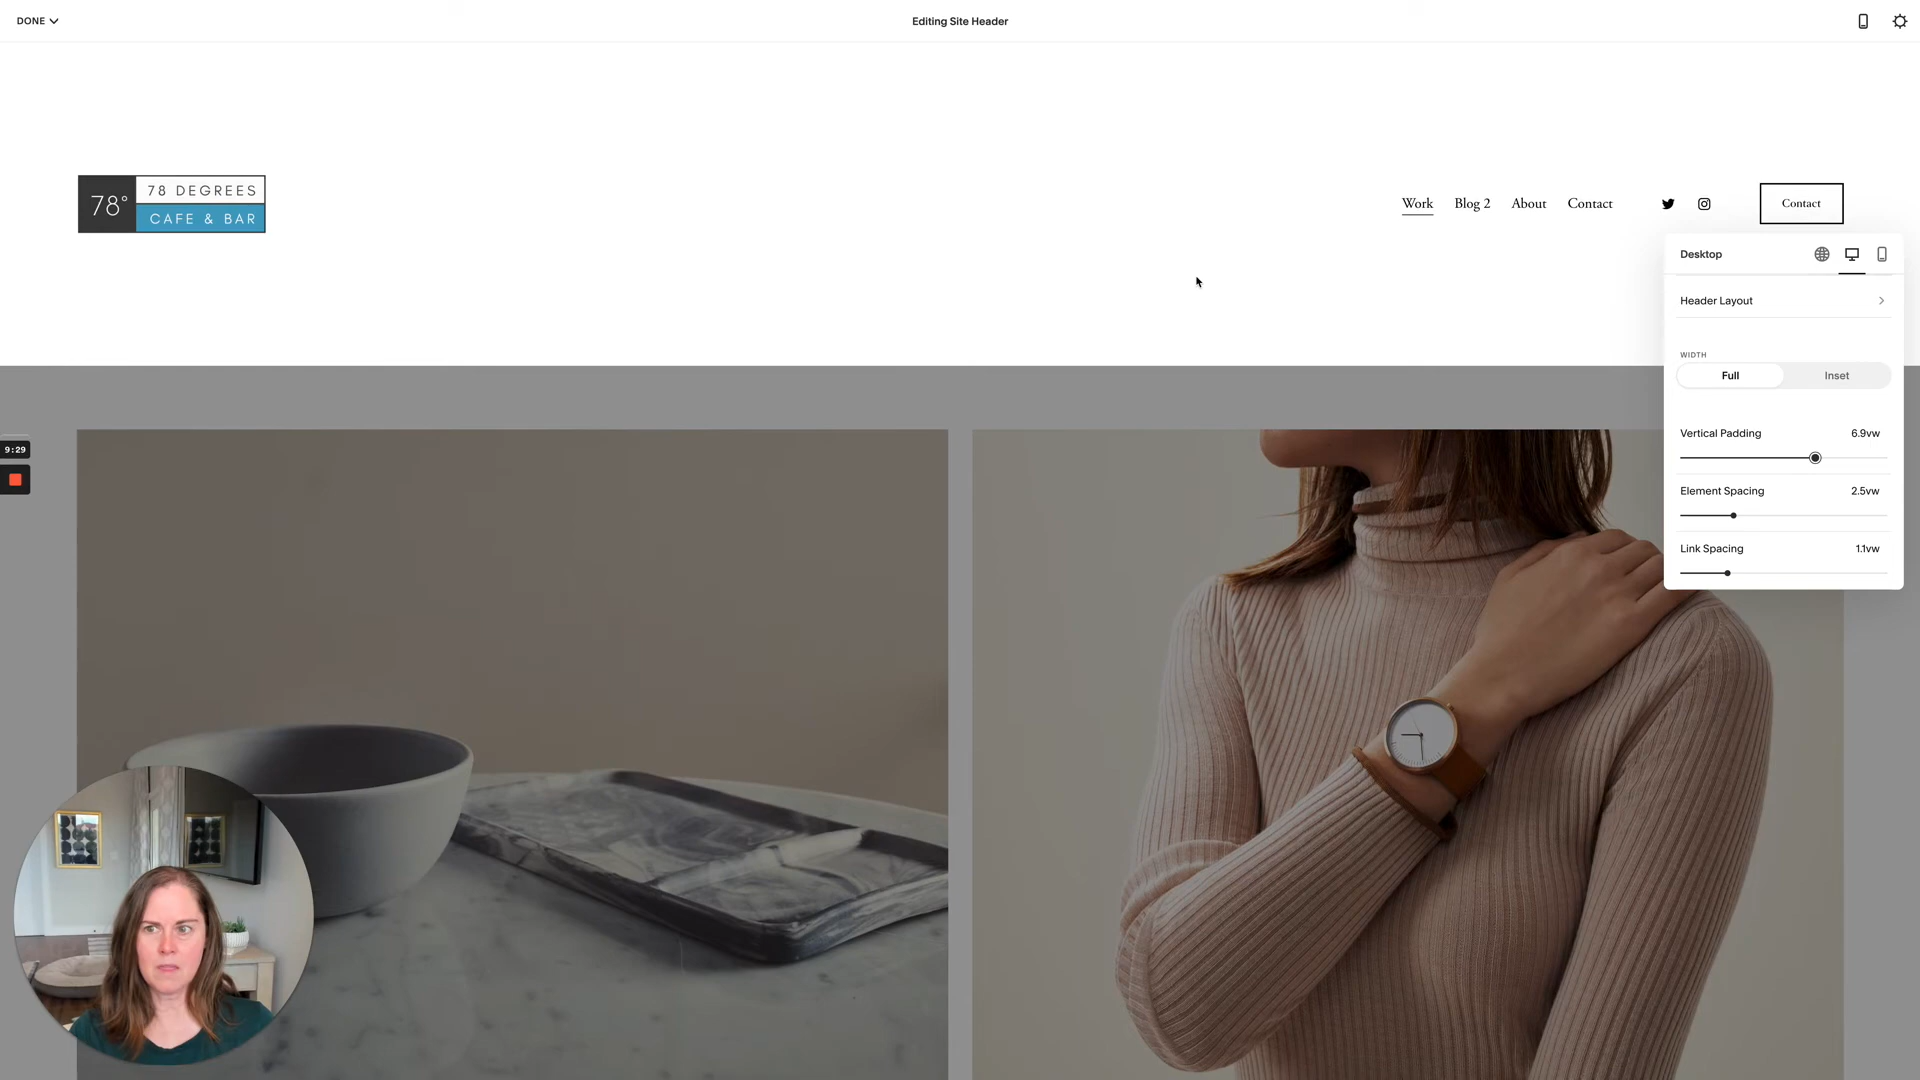 DONE
Editing Site Header
78°
78 DEGREES
CAFE & BAR
Work
Blog 2
About
Contact
Contact
Desktop
Header Layout
WIDTH
Full
Inset
Vertical Padding
6.9vw
Element Spacing
2.5vw
Link Spacing
1.1vw
9:29